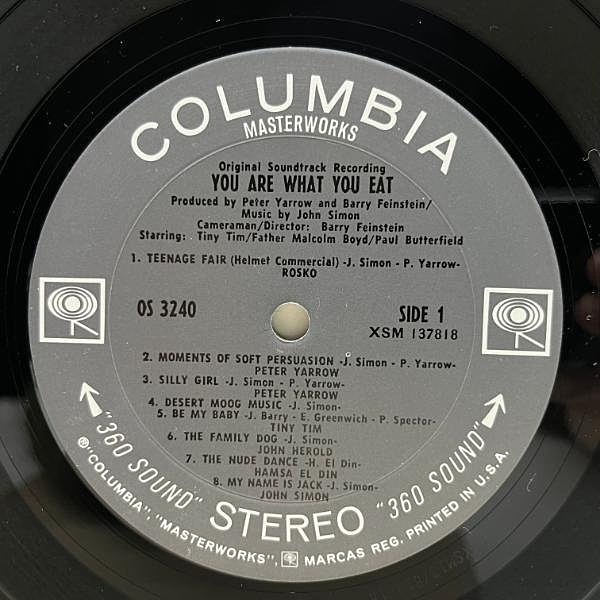 COLUMBIA
MASTERWORKS
Original Soundtrack Recording
YOU ARE WHAT YOU EAT
Produced by Peter Yarrow and Barry Feinstein/
Music by John Simon
Cameraman/Director: Barry Feinstein
Starring: Tiny Tim/Father Malcolm Boyd/Paul Butterfield
1. TEENAGE FAIR (Helmet Commercial) -J. Simon - P. Yarrow-
ROSKO
OS 3240
SIDE 1
XSM 137818
2. MOMENTS OF SOFT PERSUASION -J. Simon - P. Yarrow-
PETER YARROW
3. SILLY GIRL -J. Simon - P. Yarrow-
PETER YARROW
4. DESERT MOOG MUSIC -J. Simon-
5. BE MY BABY -J. Barry - E. Greenwich - P. Spector-
TINY TIM
6. THE FAMILY DOG -J. Simon-
JOHN HEROLD
7. THE NUDE DANCE -H. El Din-
HAMSA EL DIN
8. MY NAME IS JACK -J. Simon-
JOHN SIMON
"360 SOUND" STEREO "360 SOUND"
® "COLUMBIA", "MASTERWORKS", MARCAS REG. PRINTED IN U.S.A.